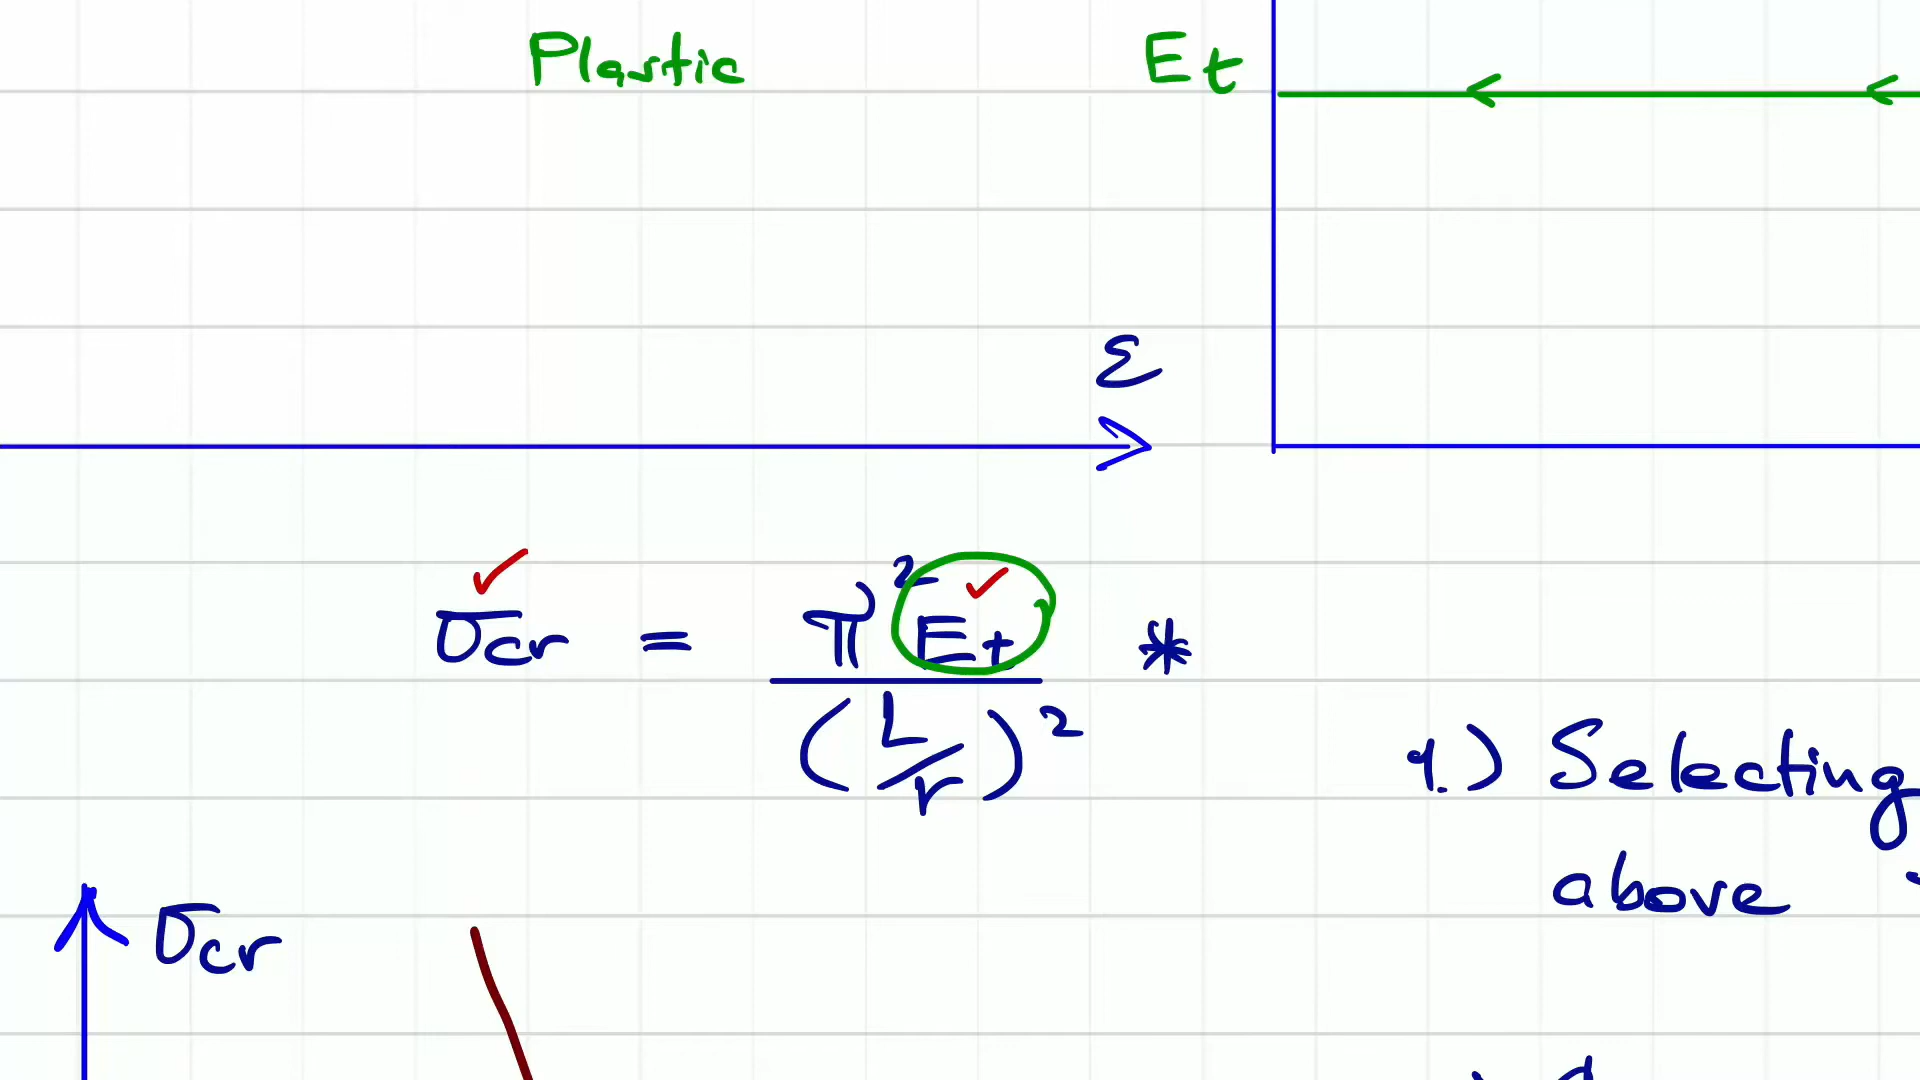 Plastic Et
ε
σcr = π²Et / (L/r)² *
1.) Selecting
above
σcr